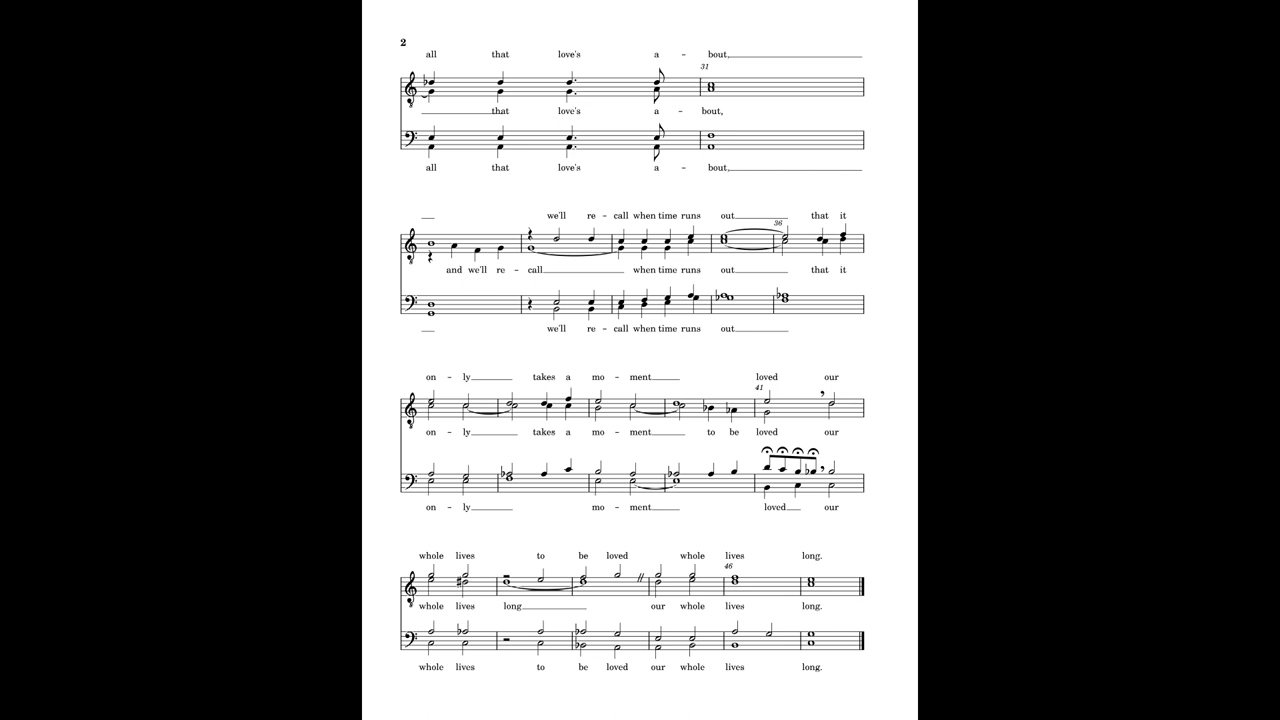 2
all that love's a - bout,
31
that love's a - bout,
all that love's a - bout,
we'll re - call when time runs out that it
36
and we'll re - call when time runs out that it
we'll re - call when time runs out
on - ly takes a mo - ment loved our
41
on - ly takes a mo - ment to be loved our
on - ly mo - ment loved our
whole lives to be loved whole lives long.
46
whole lives long our whole lives long.
whole lives to be loved our whole lives long.